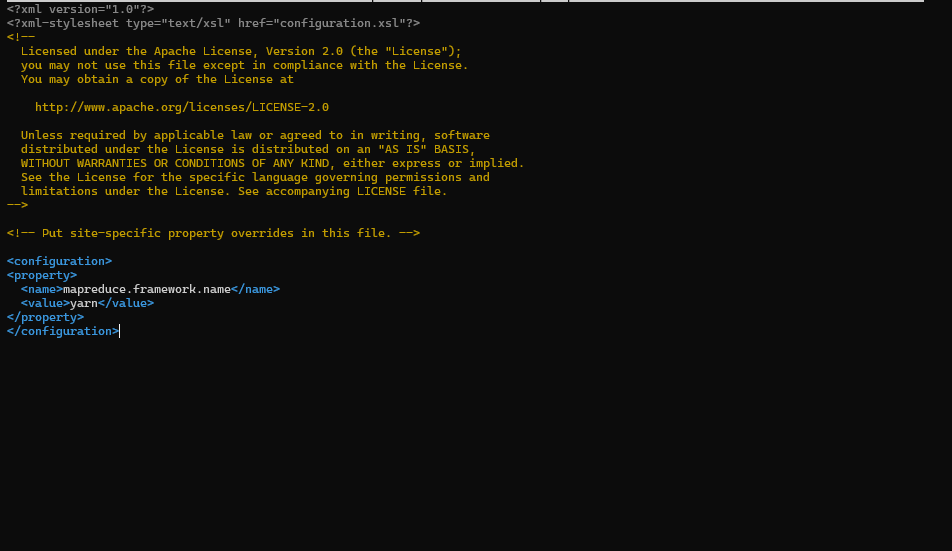 <?xml version="1.0"?>
<?xml-stylesheet type="text/xsl" href="configuration.xsl"?>
<!--
  Licensed under the Apache License, Version 2.0 (the "License");
  you may not use this file except in compliance with the License.
  You may obtain a copy of the License at

    http://www.apache.org/licenses/LICENSE-2.0

  Unless required by applicable law or agreed to in writing, software
  distributed under the License is distributed on an "AS IS" BASIS,
  WITHOUT WARRANTIES OR CONDITIONS OF ANY KIND, either express or implied.
  See the License for the specific language governing permissions and
  limitations under the License. See accompanying LICENSE file.
-->

<!-- Put site-specific property overrides in this file. -->

<configuration>
<property>
  <name>mapreduce.framework.name</name>
  <value>yarn</value>
</property>
</configuration>